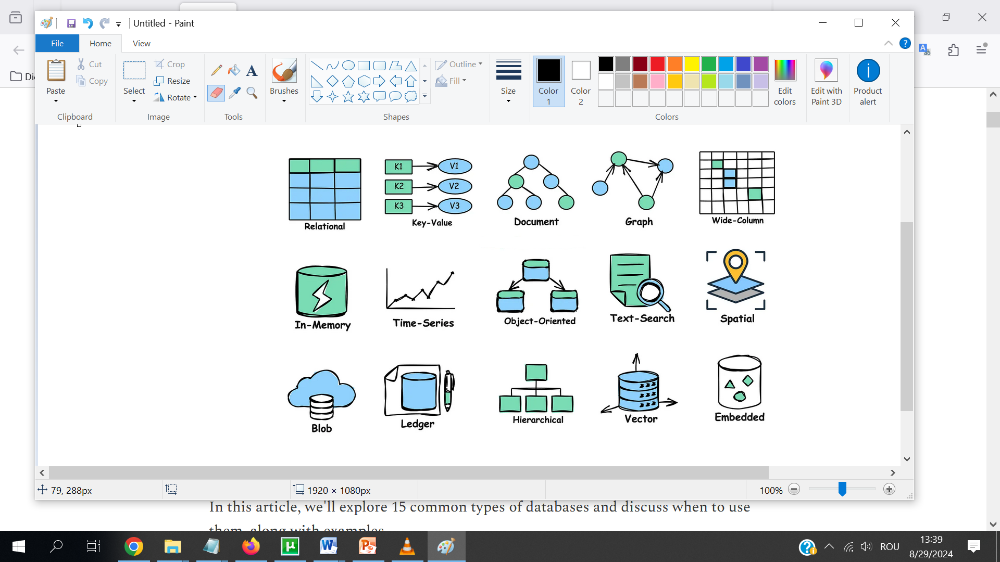 Untitled - Paint
File
Home
View
Paste
Cut
Copy
Clipboard
Select
Crop
Resize
Rotate
Image
Tools
Brushes
Shapes
Outline
Fill
Size
Color 1
Color 2
Colors
Edit colors
Edit with Paint 3D
Product alert
K1
V1
K2
V2
K3
V3
Relational
Key-Value
Document
Graph
Wide-Column
In-Memory
Time-Series
Object-Oriented
Text-Search
Spatial
Blob
Ledger
Hierarchical
Vector
Embedded
79, 288px
1920 × 1080px
100%
In this article, we'll explore 15 common types of databases and discuss when to use
them, along with examples
ROU
13:39
8/29/2024